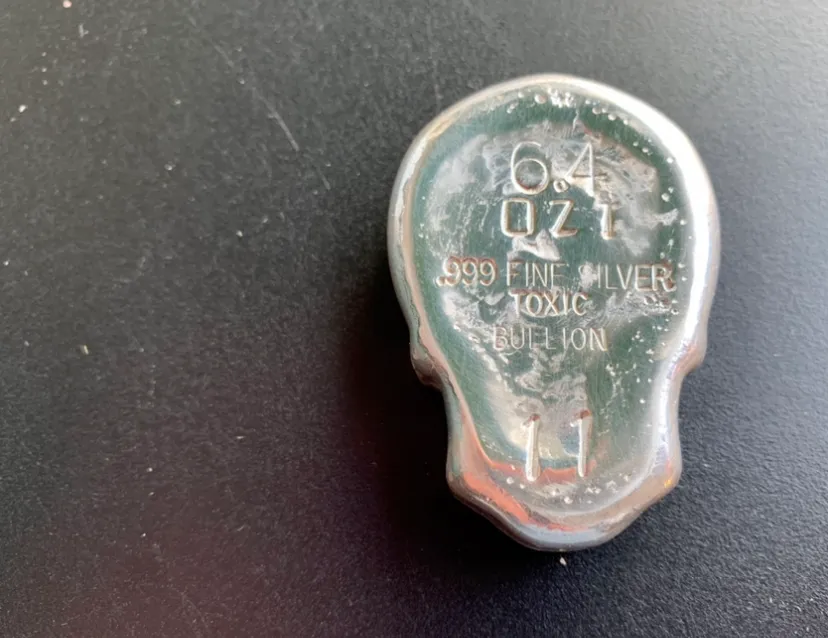 6.4
OZT
.999 FINE SILVER
TOXIC
BULLION
11